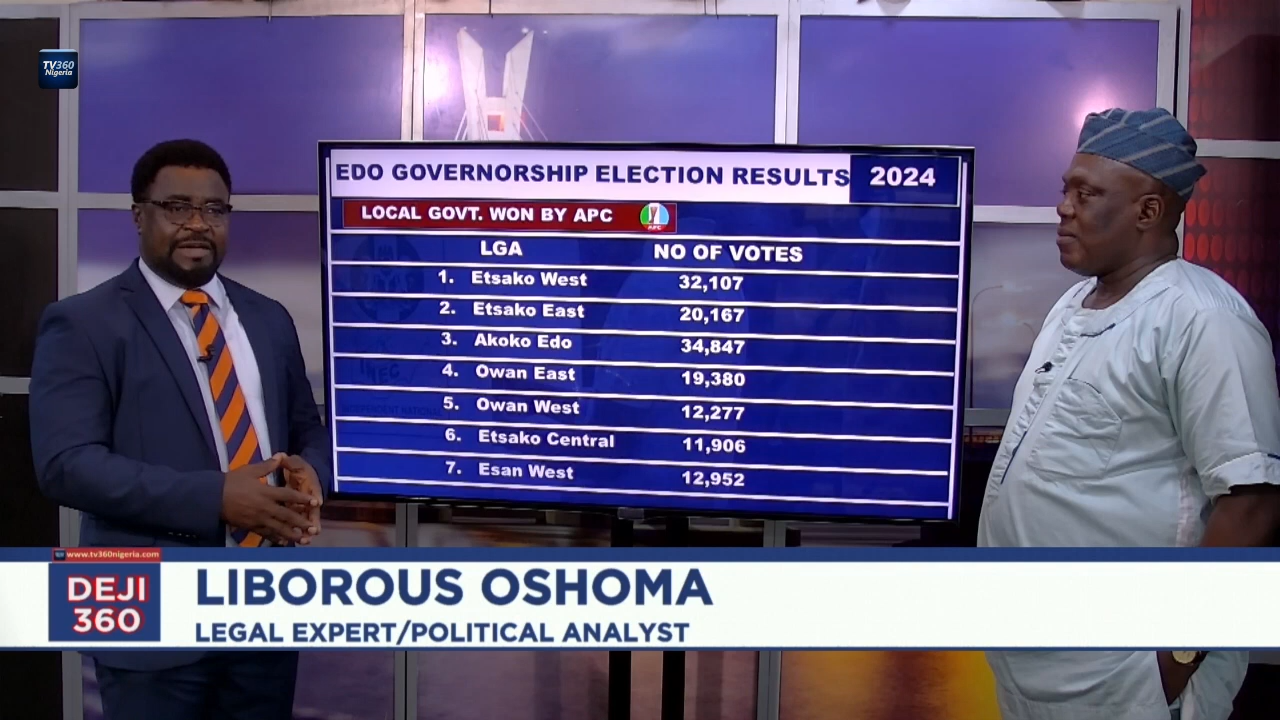 TV360
Nigeria
EDO GOVERNORSHIP ELECTION RESULTS 2024
LOCAL GOVT. WON BY APC
APC
LGA NO OF VOTES
1. Etsako West 32,107
2. Etsako East 20,167
3. Akoko Edo 34,847
4. Owan East 19,380
5. Owan West 12,277
6. Etsako Central 11,906
7. Esan West 12,952
www.tv360nigeria.com
DEJI
360
LIBOROUS OSHOMA
LEGAL EXPERT/POLITICAL ANALYST